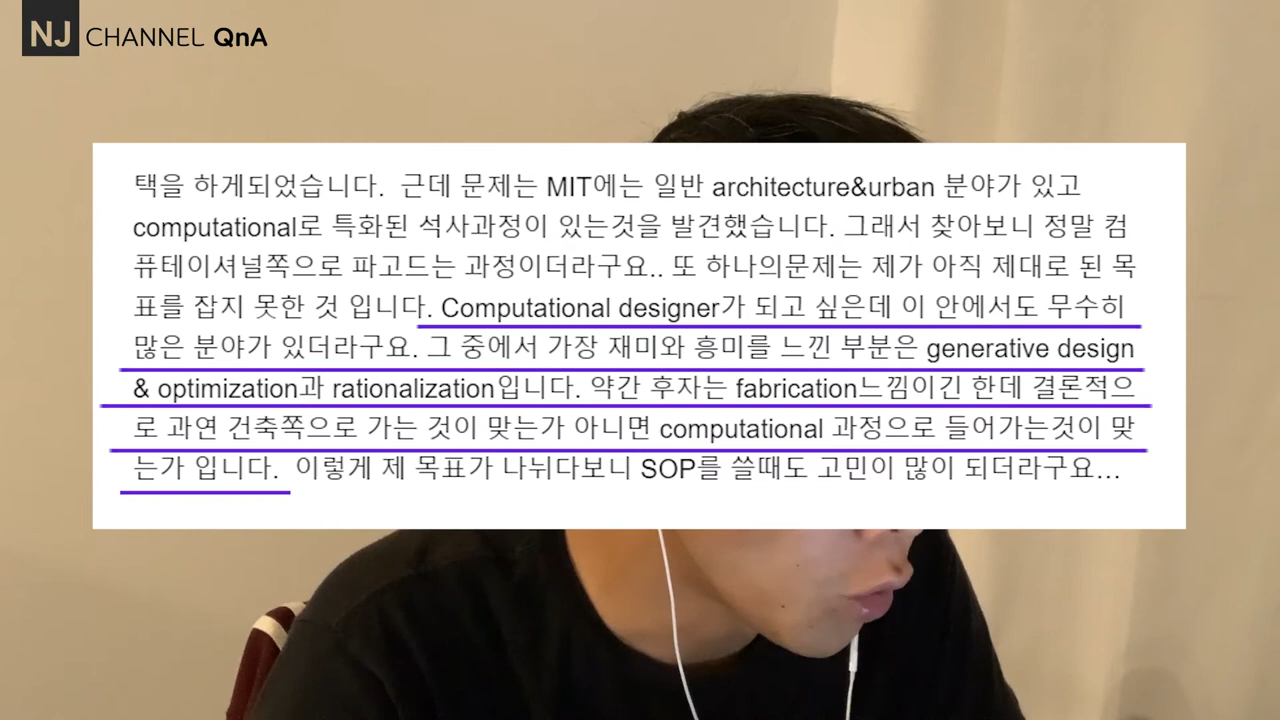 NJ CHANNEL QnA
택을 하게되었습니다. 근데 문제는 MIT에는 일반 architecture&urban 분야가 있고
computational로 특화된 석사과정이 있는것을 발견했습니다. 그래서 찾아보니 정말 컴
퓨테이셔널쪽으로 파고드는 과정이더라구요.. 또 하나의문제는 제가 아직 제대로 된 목
표를 잡지 못한 것 입니다. Computational designer가 되고 싶은데 이 안에서도 무수히
많은 분야가 있더라구요. 그 중에서 가장 재미와 흥미를 느낀 부분은 generative design
& optimization과 rationalization입니다. 약간 후자는 fabrication느낌이긴 한데 결론적으
로 과연 건축쪽으로 가는 것이 맞는가 아니면 computational 과정으로 들어가는것이 맞
는가 입니다. 이렇게 제 목표가 나뉘다보니 SOP를 쓸때도 고민이 많이 되더라구요...